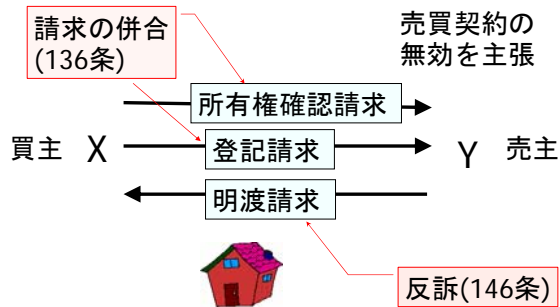 請求の併合
(136条)
売買契約の
無効を主張
所有権確認請求
買主 X 登記請求 Y 売主
明渡請求
反訴(146条)